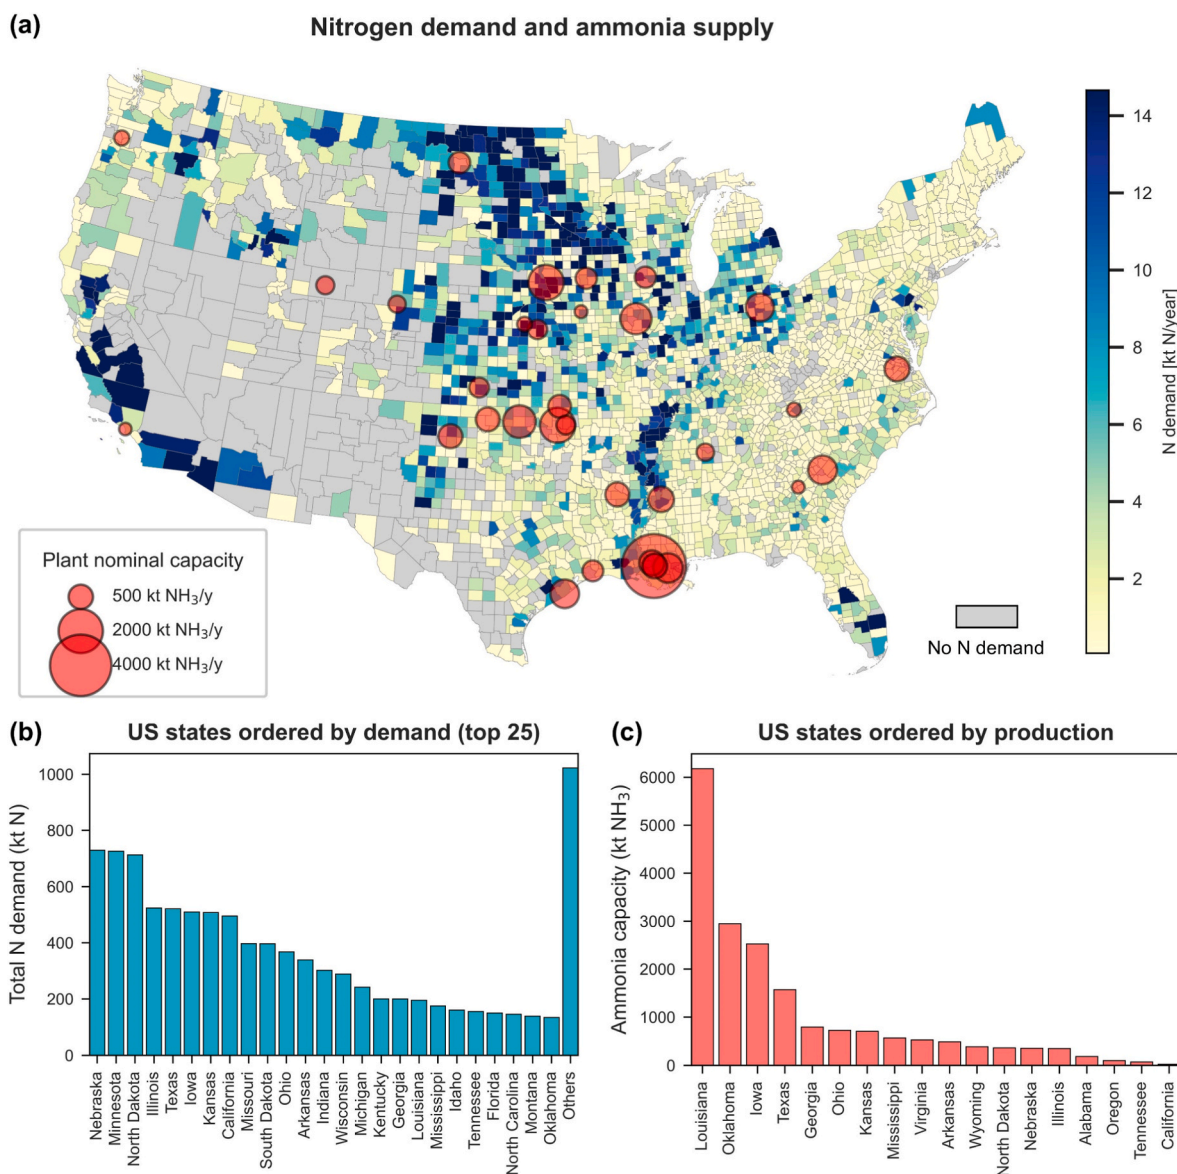 (a)
Nitrogen demand and ammonia supply
14
12
10
8
6
4
2
N demand [kt N/year]
Plant nominal capacity
500 kt NH₃/y
2000 kt NH₃/y
4000 kt NH₃/y
No N demand
(b)
US states ordered by demand (top 25)
Total N demand (kt N)
1000
800
600
400
200
0
Nebraska
Minnesota
North Dakota
Illinois
Texas
Iowa
Kansas
California
Missouri
South Dakota
Ohio
Arkansas
Indiana
Wisconsin
Michigan
Kentucky
Georgia
Louisiana
Mississippi
Idaho
Tennessee
Florida
North Carolina
Montana
Oklahoma
Others
(c)
US states ordered by production
Ammonia capacity (kt NH₃)
6000
5000
4000
3000
2000
1000
0
Louisiana
Oklahoma
Iowa
Texas
Georgia
Ohio
Kansas
Mississippi
Virginia
Arkansas
Wyoming
North Dakota
Nebraska
Illinois
Alabama
Oregon
Tennessee
California